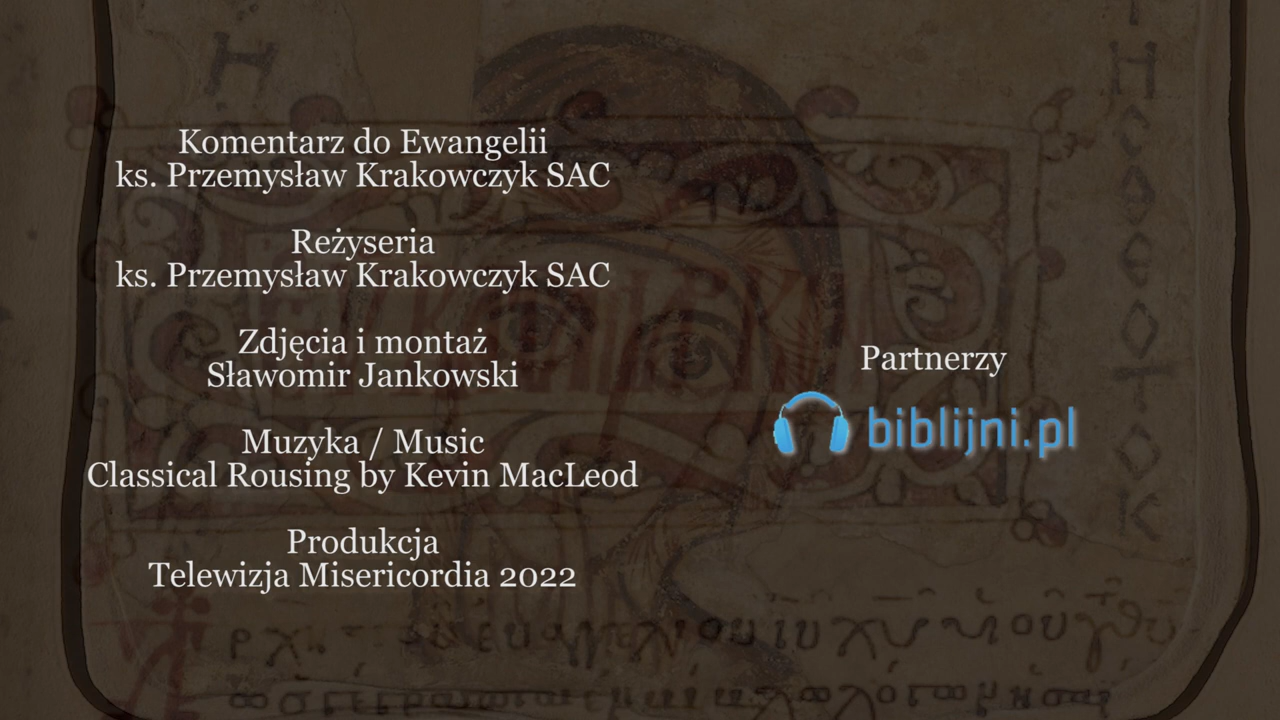 Komentarz do Ewangelii
ks. Przemysław Krakowczyk SAC
Reżyseria
ks. Przemysław Krakowczyk SAC
Zdjęcia i montaż
Sławomir Jankowski
Muzyka / Music
Classical Rousing by Kevin MacLeod
Produkcja
Telewizja Misericordia 2022
Partnerzy
biblijni.pl